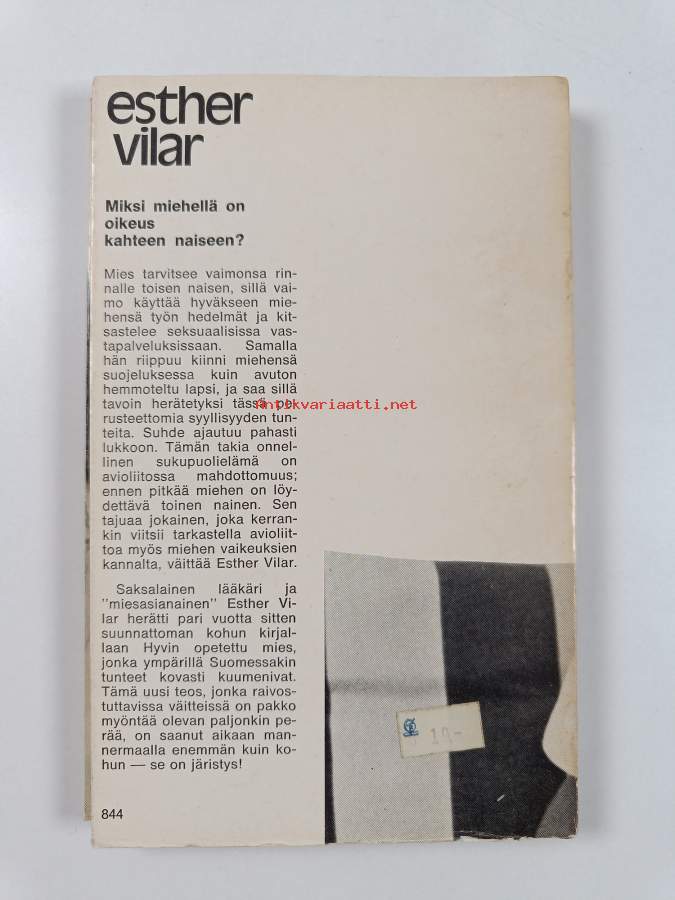 esther
vilar
Miksi miehellä on
oikeus
kahteen naiseen?
Mies tarvitsee vaimonsa rin-
nalle toisen naisen, sillä vai-
mo käyttää hyväkseen mie-
hensä työn hedelmät ja kit-
sastelee seksuaalisissa vas-
tapalveluksissaan. Samalla
hän riippuu kiinni miehensä
suojeluksessa kuin avuton
hemmoteltu lapsi, ja saa sillä
tavoin herätetyksi tässä pe-
rusteettomia syyllisyyden tun-
teita. Suhde ajautuu pahasti
lukkoon. Tämän takia onnel-
linen sukupuolielämä on
avioliitossa mahdottomuus;
ennen pitkää miehen on löy-
dettävä toinen nainen. Sen
tajuaa jokainen, joka kerran-
kin viitsii tarkastella avioliit-
toa myös miehen vaikeuksien
kannalta, väittää Esther Vilar.
Saksalainen lääkäri ja
"miesasianainen" Esther Vi-
lar herätti pari vuotta sitten
suunnattoman kohun kirjal-
laan Hyvin opetettu mies,
jonka ympärillä Suomessakin
tunteet kovasti kuumenivat.
Tämä uusi teos, jonka raivos-
tuttavissa väitteissä on pakko
myöntää olevan paljonkin pe-
rää, on saanut aikaan man-
nermaalla enemmän kuin ko-
hun — se on järistys!
844
Antikvariaatti.net